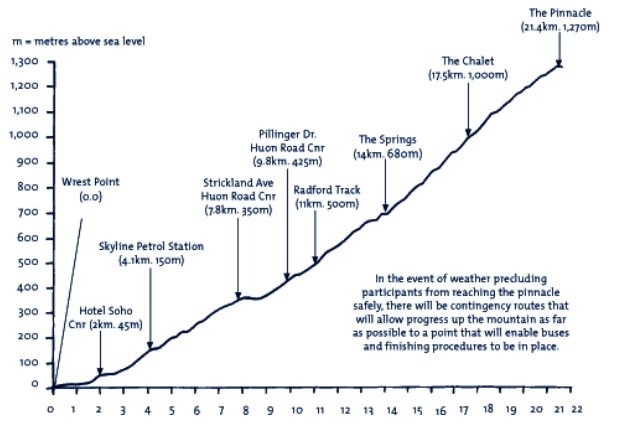 The Pinnacle
(21.4km. 1,270m)
m = metres above sea level
The Chalet
(17.5km. 1,000m)
Pillinger Dr.
Huon Road Cnr
(9.8km. 425m)
The Springs
(14km. 680m)
Strickland Ave
Huon Road Cnr
(7.8km. 350m)
Radford Track
(11km. 500m)
Wrest Point
(0.0)
Skyline Petrol Station
(4.1km. 150m)
Hotel Soho
Cnr (2km. 45m)
In the event of weather precluding
participants from reaching the pinnacle
safely, there will be contingency routes that
will allow progress up the mountain as far
as possible to a point that will enable buses
and finishing procedures to be in place.
1,300
1,200
1,100
1,000
900
800
700
600
500
400
300
200
100
0
0 1 2 3 4 5 6 7 8 9 10 11 12 13 14 15 16 17 18 19 20 21 22